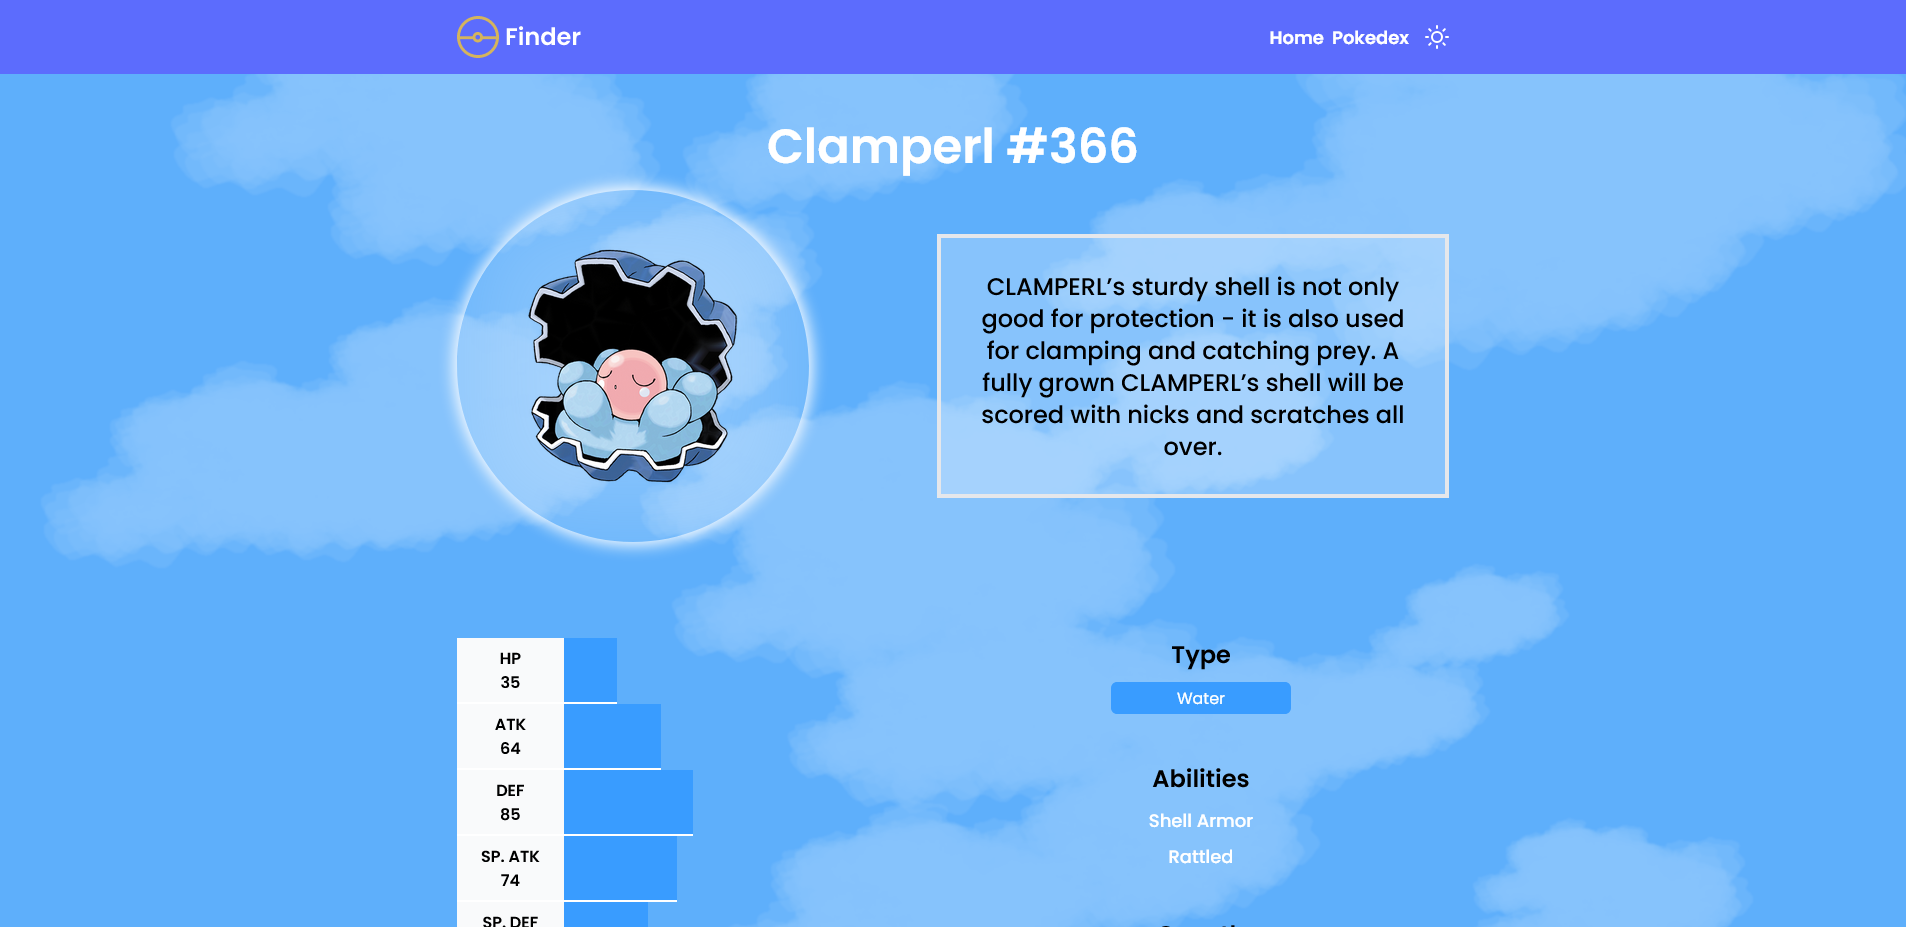 Finder
Home Pokedex
Clamperl #366
CLAMPERL’s sturdy shell is not only
good for protection - it is also used
for clamping and catching prey. A
fully grown CLAMPERL’s shell will be
scored with nicks and scratches all
over.
HP
35
ATK
64
DEF
85
SP. ATK
74
SP. DEF
Type
Water
Abilities
Shell Armor
Rattled